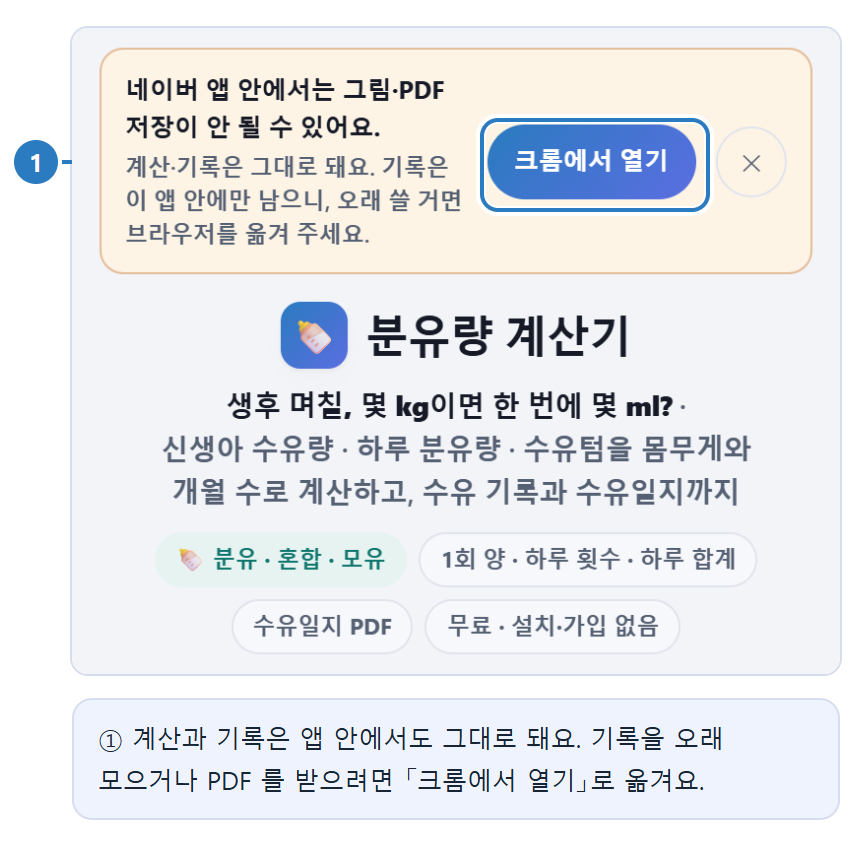 네이버 앱 안에서는 그림·PDF
저장이 안 될 수 있어요.
계산·기록은 그대로 돼요. 기록은
이 앱 안에만 남으니, 오래 쓸 거면
브라우저를 옮겨 주세요.
크롬에서 열기
×
1
분유량 계산기
생후 며칟, 몇 kg이면 한 번에 몇 ml? ·
신생아 수유량 · 하루 분유량 · 수유텀을 몸무게와
개월 수로 계산하고, 수유 기록과 수유일지까지
분유 · 혼합 · 모유
1회 양 · 하루 횟수 · 하루 합계
수유일지 PDF
무료 · 설치·가입 없음
① 계산과 기록은 앱 안에서도 그대로 돼요. 기록을 오래
모으거나 PDF 를 받으려면 「크롬에서 열기」로 옮겨요.